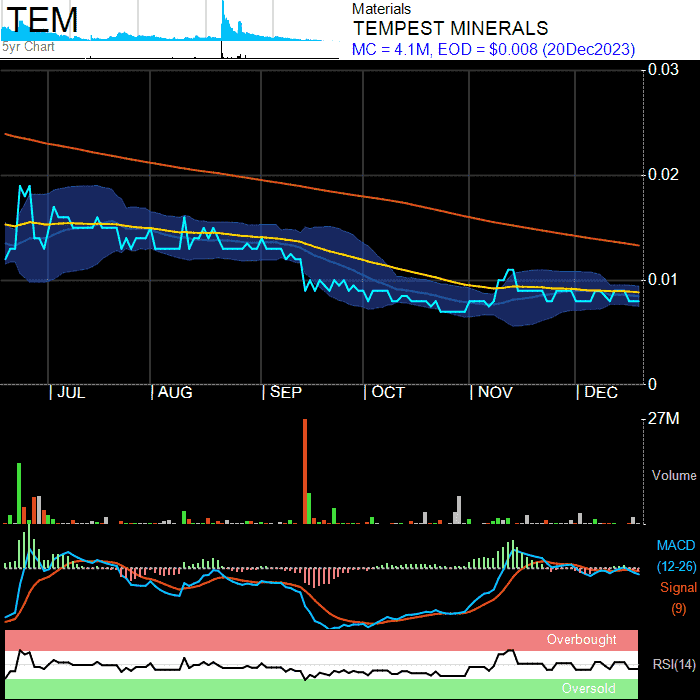 TEM
5yr Chart
Materials
TEMPEST MINERALS
MC = 4.1M, EOD = $0.008 (20Dec2023)
0.03
0.02
0.01
0
JUL AUG SEP OCT NOV DEC
27M
Volume
MACD
(12-26)
Signal
(9)
Overbought
RSI(14)
Oversold